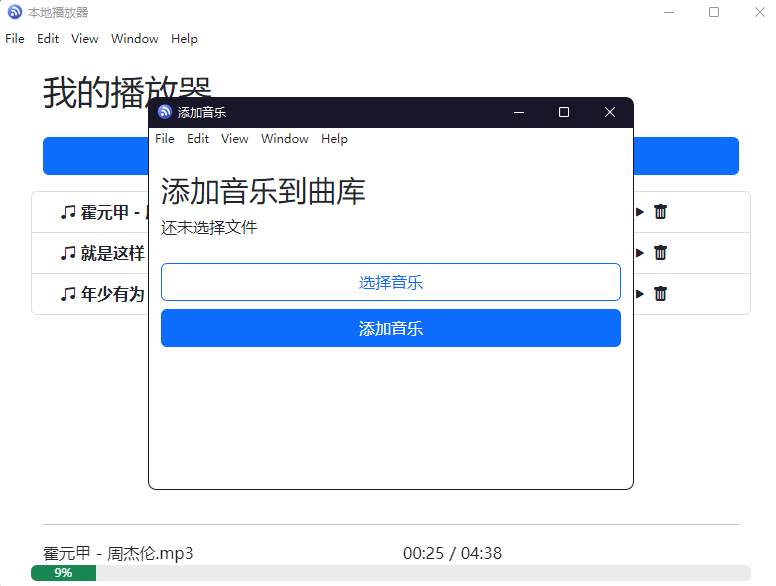 本地播放器
File Edit View Window Help
我的播放器
添加音乐
File Edit View Window Help
添加音乐到曲库
还未选择文件
选择音乐
添加音乐
霍元甲 -
就是这样
年少有为
霍元甲 - 周杰伦.mp3 00:25 / 04:38
9%